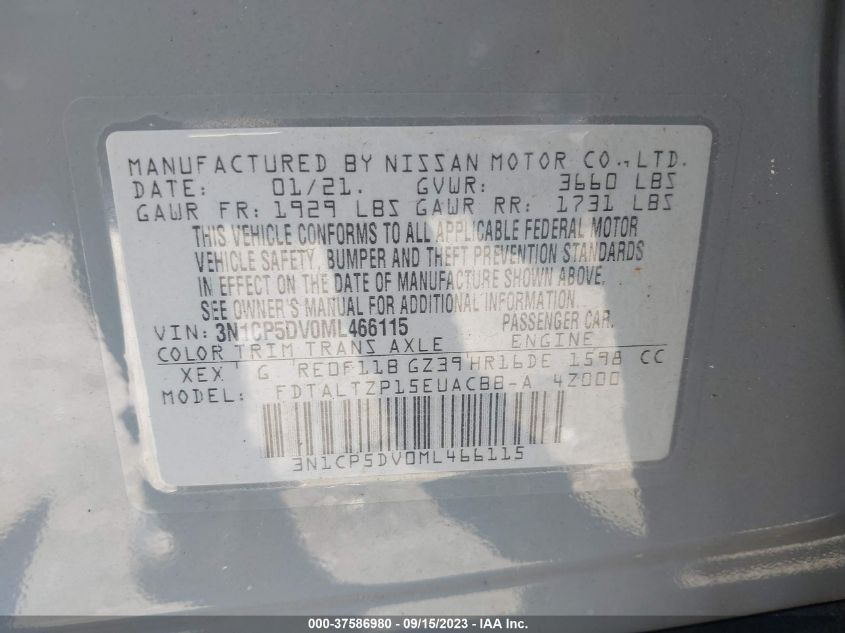 MANUFACTURED BY NISSAN MOTOR CO., LTD.
DATE: 01/21. GVWR: 3660 LBS
GAWR FR: 1929 LBS GAWR RR: 1731 LBS
THIS VEHICLE CONFORMS TO ALL APPLICABLE FEDERAL MOTOR
VEHICLE SAFETY, BUMPER AND THEFT PREVENTION STANDARDS
IN EFFECT ON THE DATE OF MANUFACTURE SHOWN ABOVE.
SEE OWNER'S MANUAL FOR ADDITIONAL INFORMATION.
VIN: 3N1CP5DV0ML466115 PASSENGER CAR.
COLOR TRIM TRANS AXLE ENGINE
XEX G RE0F11B GZ39 HR16DE 1598 CC
MODEL: FDTALTZP15EUACBB-A 4Z000
3N1CP5DV0ML466115
000-37586980 - 09/15/2023 - IAAI.com